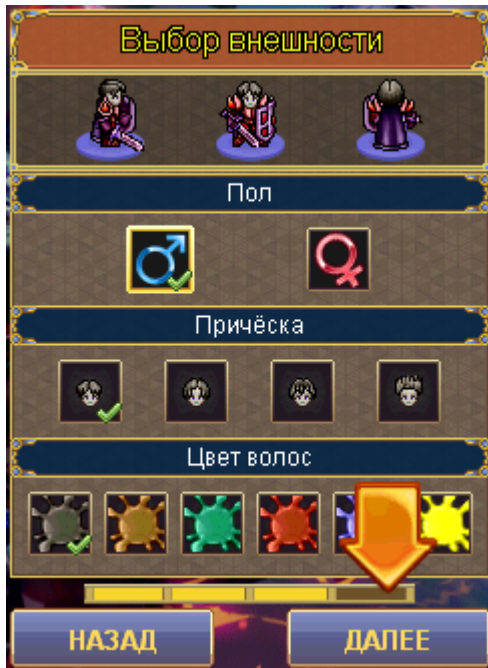 Выбор внешности
Пол
Причёска
Цвет волос
НАЗАД
ДАЛЕЕ